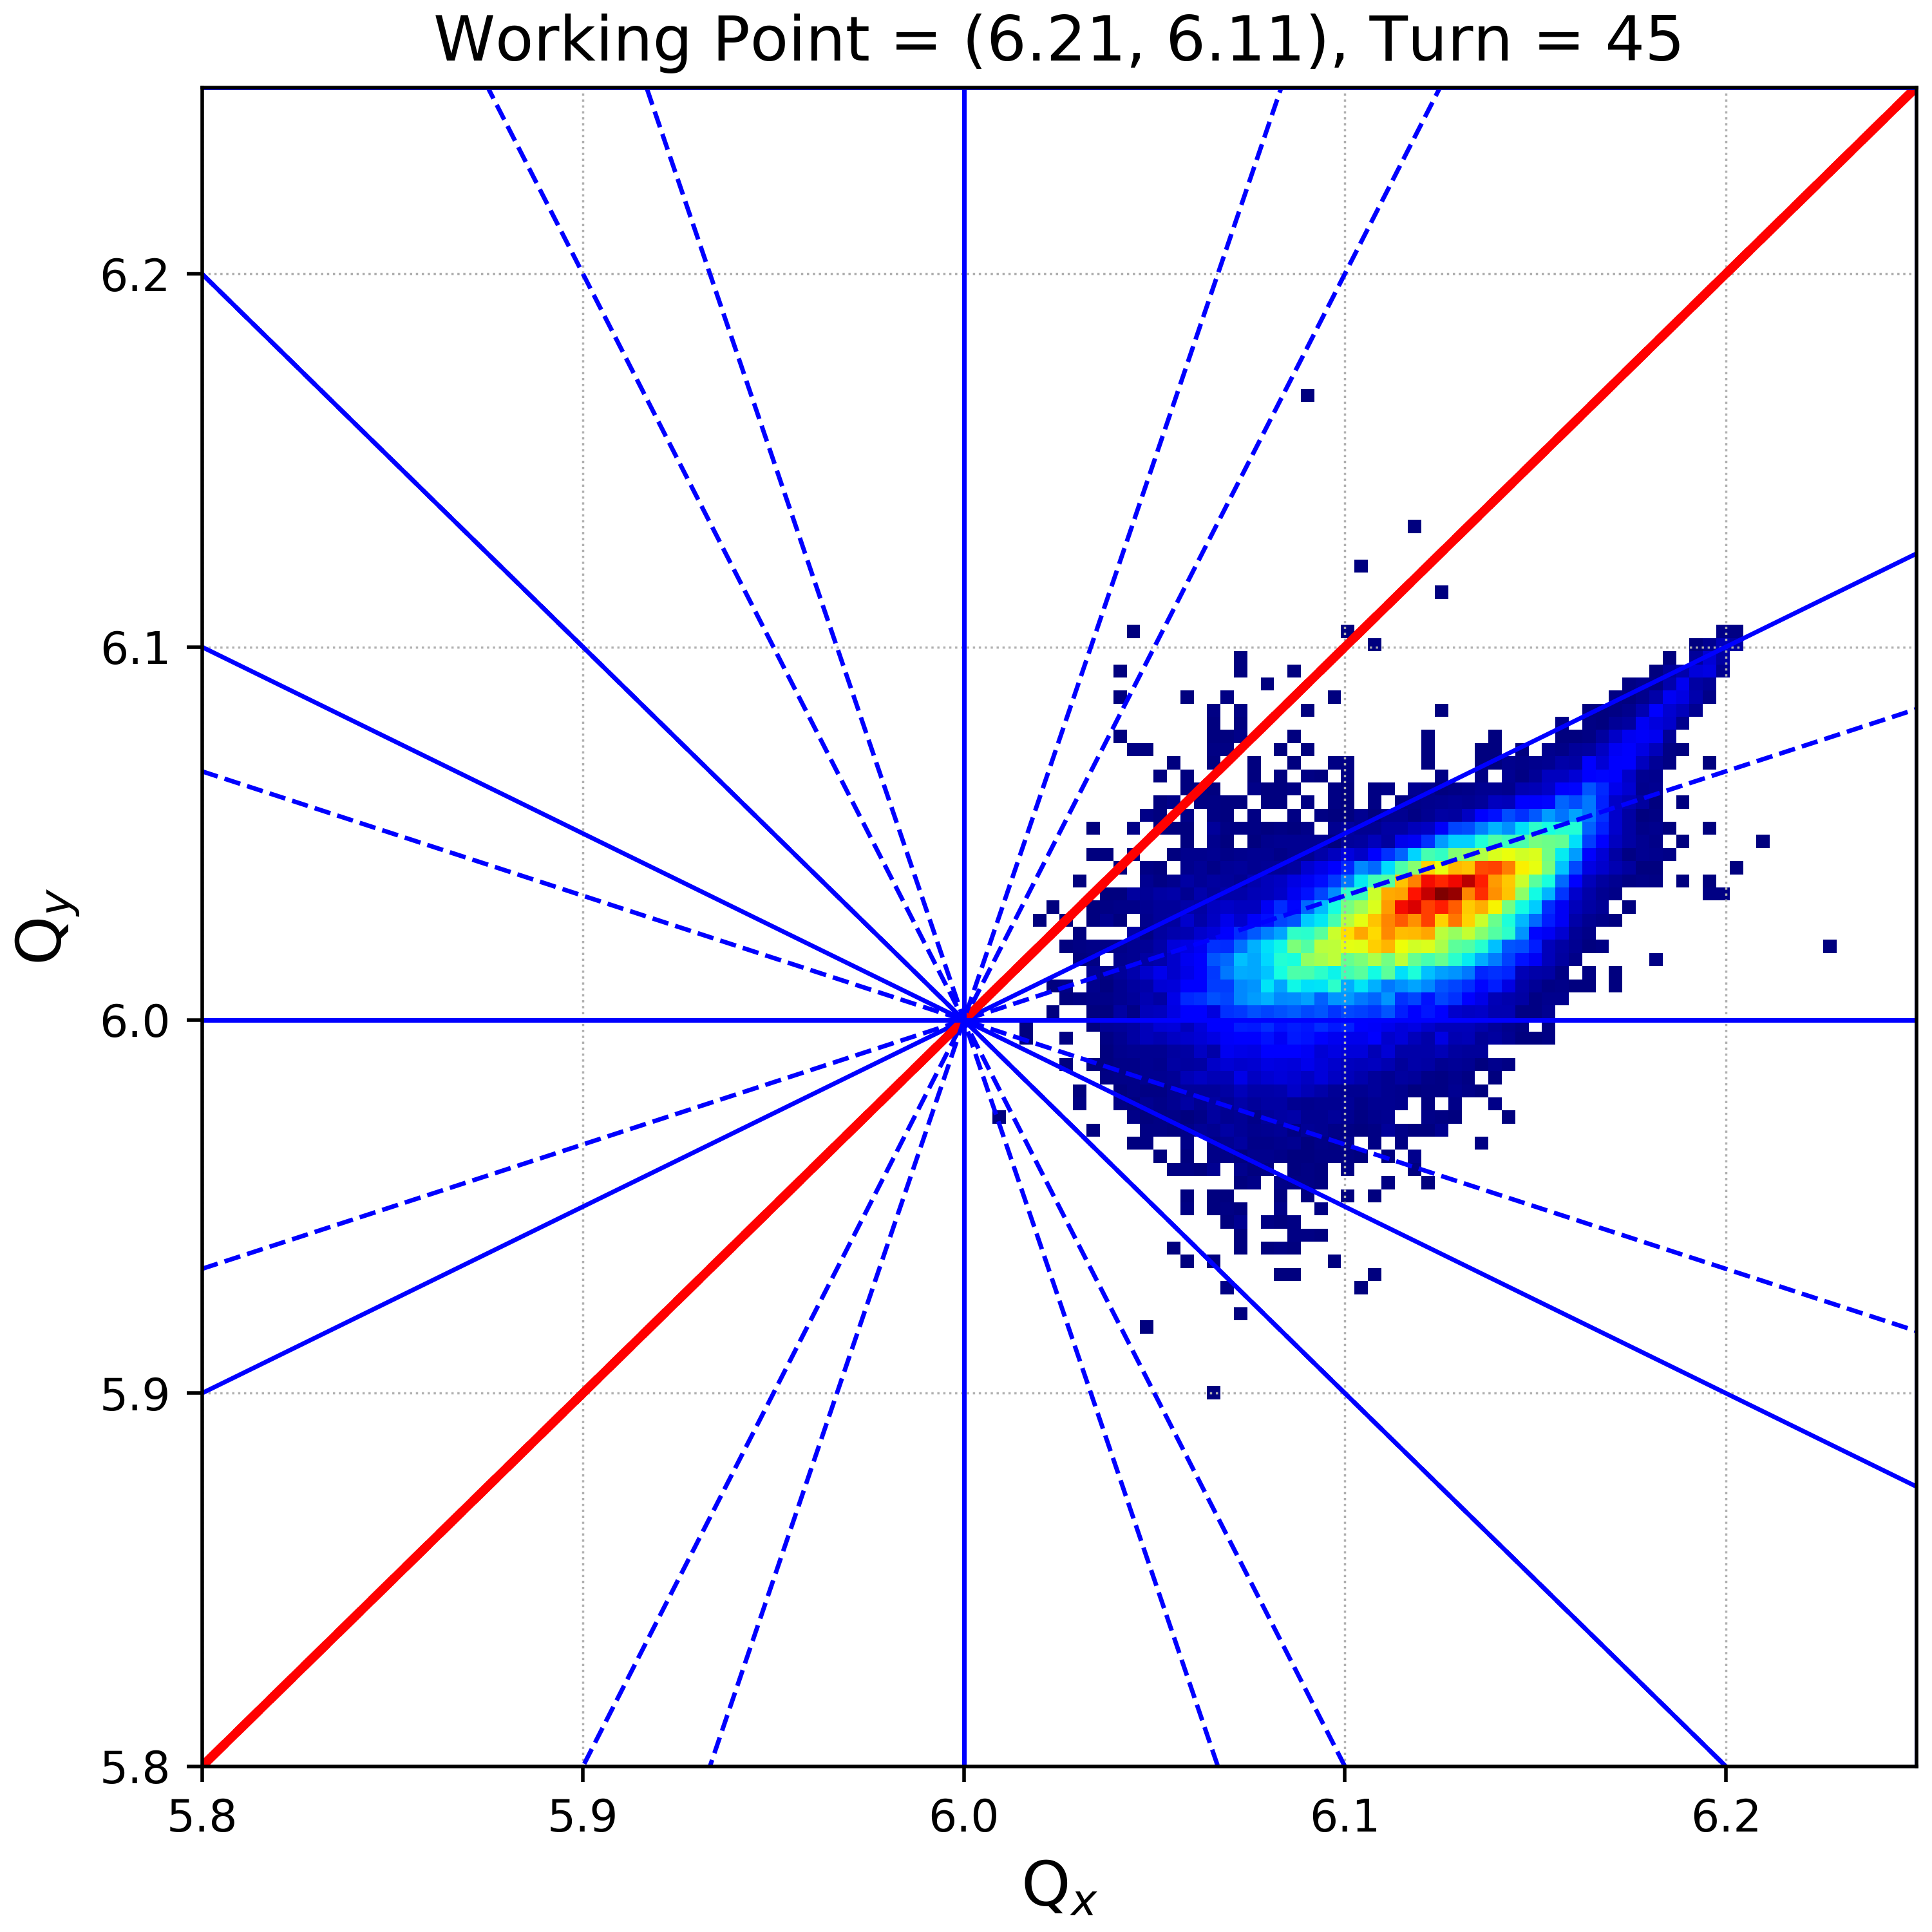 Working Point = (6.21, 6.11), Turn = 45
6.2
6.1
6.0
5.9
5.8
Qy
5.8 5.9 6.0 6.1 6.2
Qx